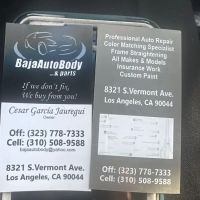 BajaAutoBody
...& parts
If we don't fix,
We buy from you!
Cesar García Jauregui
Owner
Off: (323) 778-7333
Cell: (310) 508-9588
bajaautobody@yahoo.com
8321 S.Vermont Ave.
Los Angeles, CA 90044
Professional Auto Repair
Color Matching Specialist
Frame Straightening
All Makes & Models
Insurance Work
Custom Paint
8321 S.Vermont Ave.
Los Angeles, CA 90044
Off: (323) 778-7333
Cell: (310) 508-9588